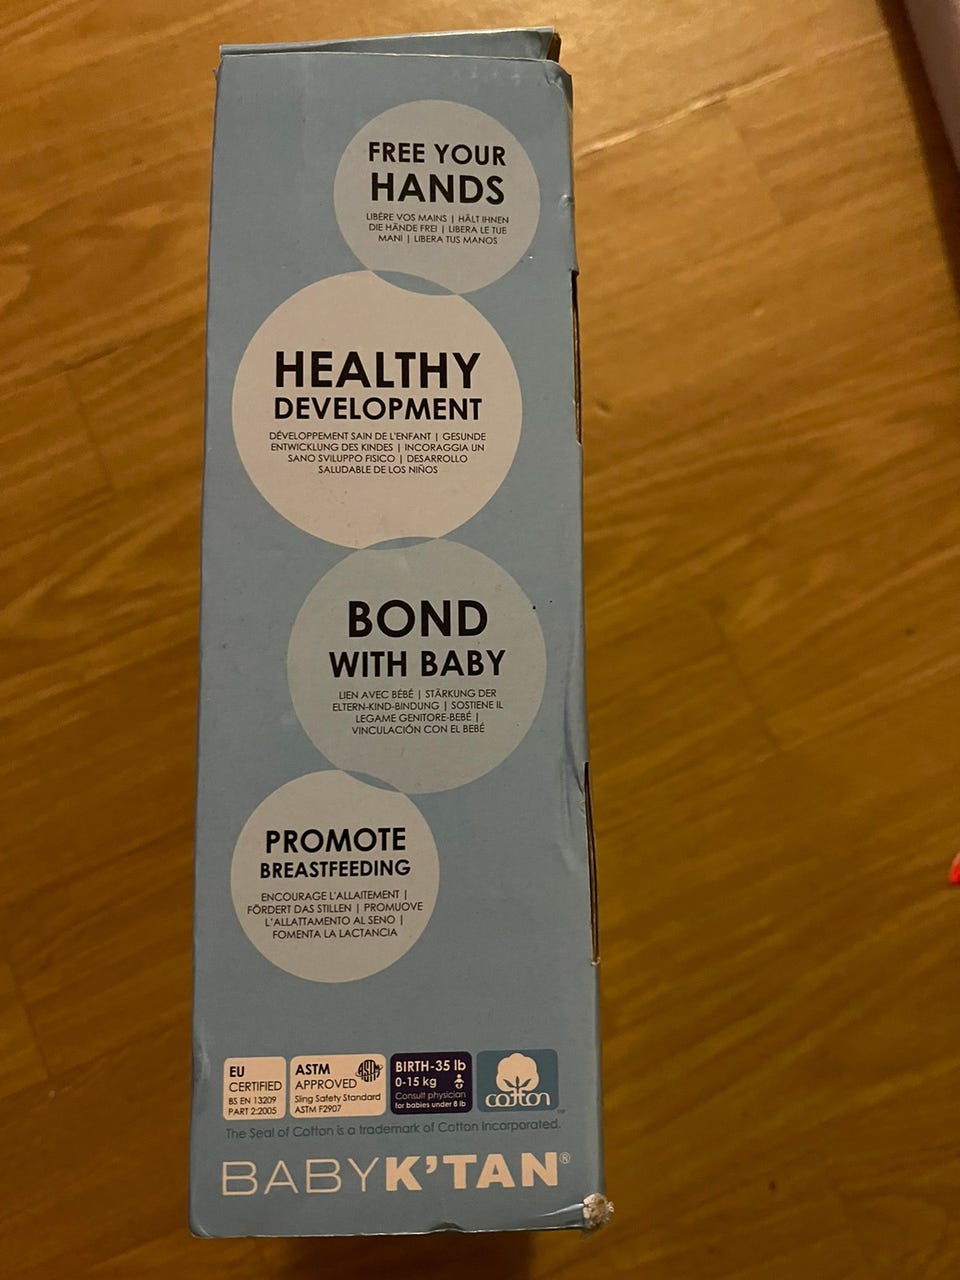 FREE YOUR
HANDS
LIBÈRE VOS MAINS | HÄLT IHNEN
DIE HÄNDE FREI | LIBERA LE TUE
MANI | LIBERA TUS MANOS
HEALTHY
DEVELOPMENT
DÉVELOPPEMENT SAIN DE L'ENFANT | GESUNDE
ENTWICKLUNG DES KINDES | INCORAGGIA UN
SANO SVILUPPO FISICO | DESARROLLO
SALUDABLE DE LOS NIÑOS
BOND
WITH BABY
LIEN AVEC BÉBÉ | STÄRKUNG DER
ELTERN-KIND-BINDUNG | SOSTIENE IL
LEGAME GENITORE-BEBÉ |
VINCULACIÓN CON EL BEBÉ
PROMOTE
BREASTFEEDING
ENCOURAGE L'ALLAITEMENT |
FÖRDERT DAS STILLEN | PROMUOVE
L'ALLATTAMENTO AL SENO |
FOMENTA LA LACTANCIA
EU
CERTIFIED
BS EN 13209
PART 2:2005
ASTM
APPROVED
Sling Safety Standard
ASTM F2907
BIRTH-35 lb
0-15 kg
Consult physician
for babies under 8 lb
cotton
The Seal of Cotton is a trademark of Cotton Incorporated.
BABY K'TAN®